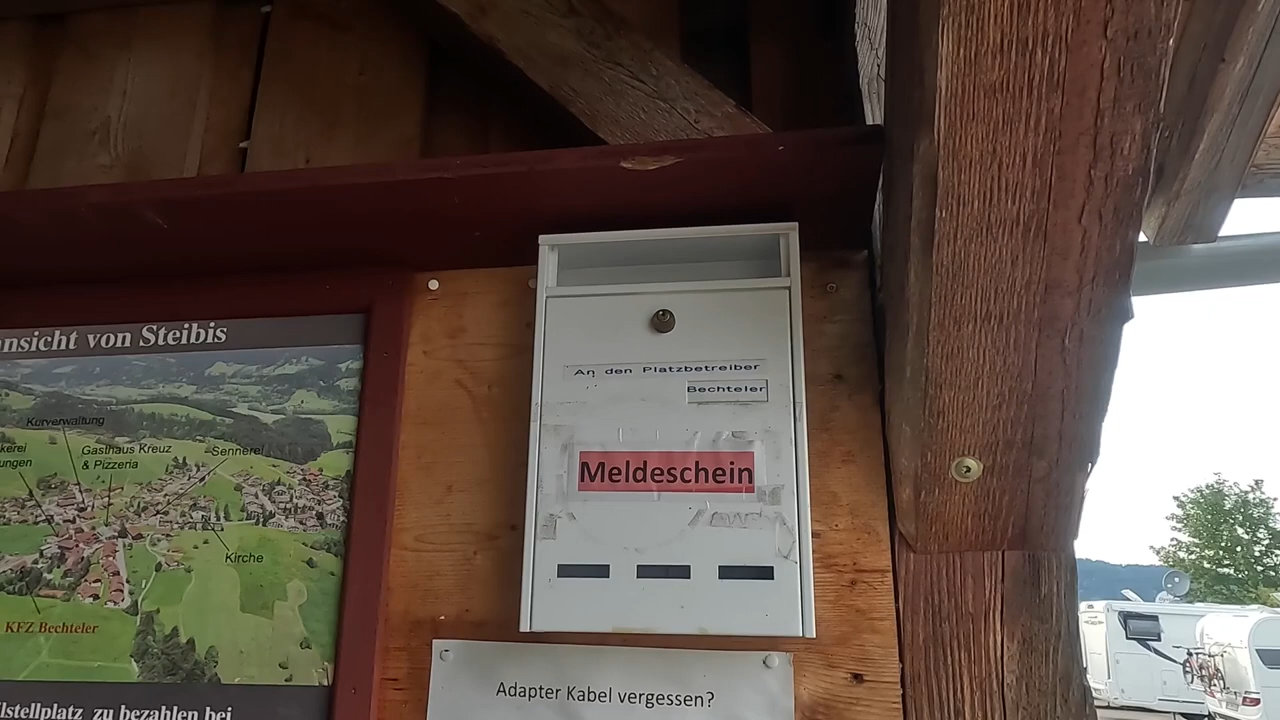 ansicht von Steibis
Kurverwaltung
kerei
ungen
Gasthaus Kreuz
& Pizzeria
Sennerei
Kirche
KFZ Bechteler
lstellplatz zu bezahlen bei
An den Platzbetreiber
Bechteler
Meldeschein
Adapter Kabel vergessen?